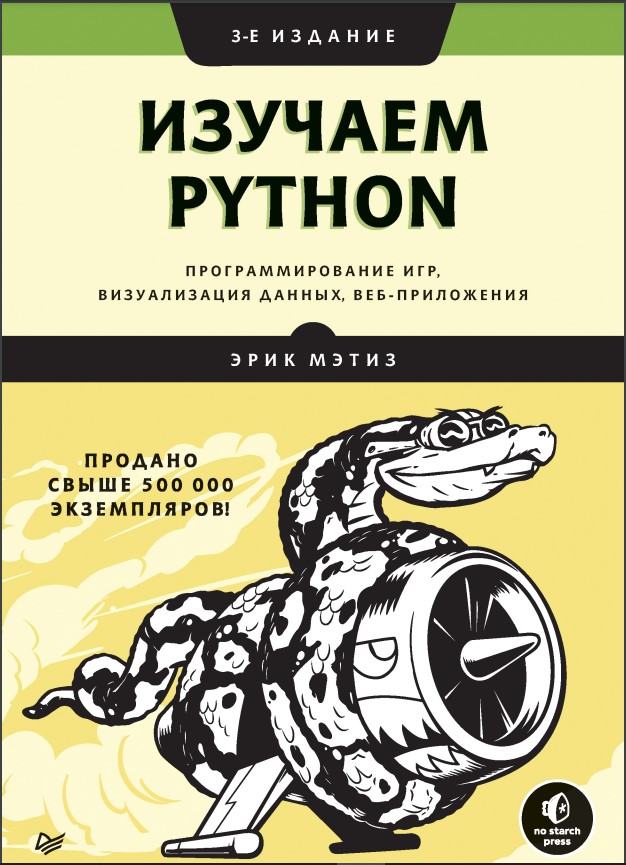 3-Е ИЗДАНИЕ
ИЗУЧАЕМ
PYTHON
ПРОГРАММИРОВАНИЕ ИГР,
ВИЗУАЛИЗАЦИЯ ДАННЫХ, ВЕБ-ПРИЛОЖЕНИЯ
ЭРИК МЭТИЗ
ПРОДАНО
СВЫШЕ 500 000
ЭКЗЕМПЛЯРОВ!
no starch
press